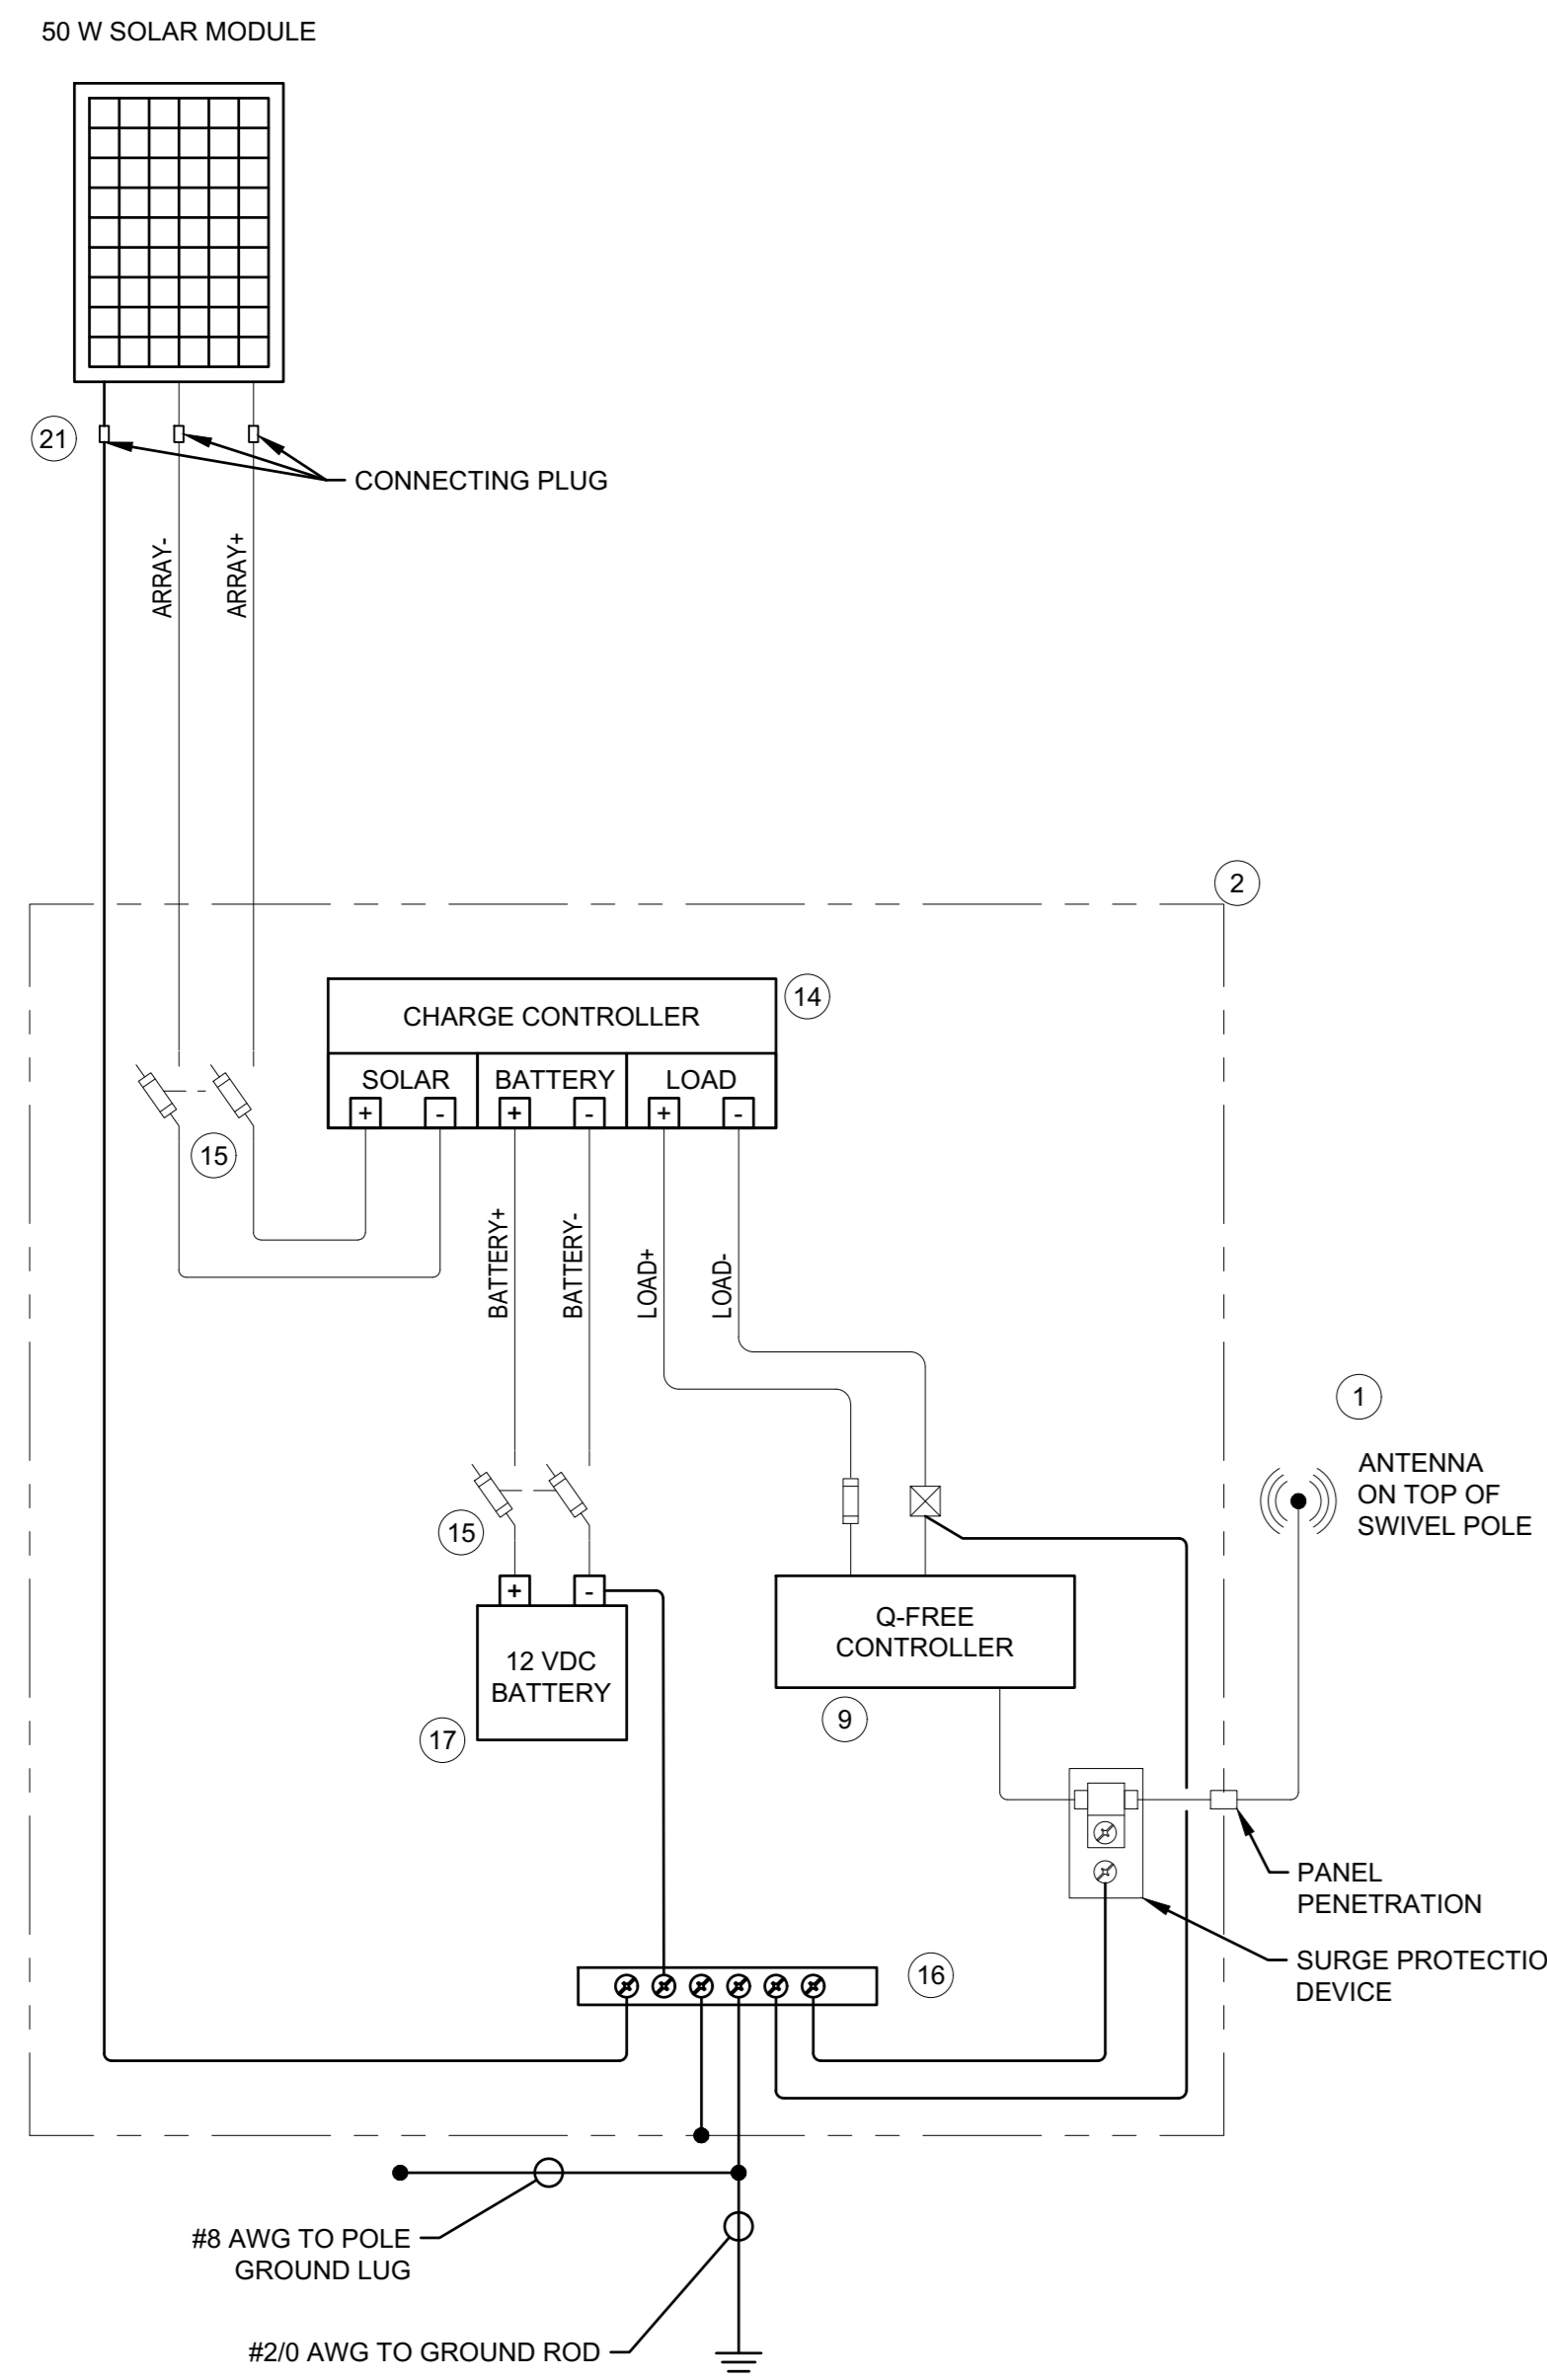 50 W SOLAR MODULE
21
CONNECTING PLUG
ARRAY-
ARRAY+
2
CHARGE CONTROLLER
14
SOLAR
BATTERY
LOAD
+
-
+
-
+
-
15
BATTERY+
BATTERY-
LOAD+
LOAD-
1
ANTENNA
ON TOP OF
SWIVEL POLE
15
+
-
12 VDC
BATTERY
17
Q-FREE
CONTROLLER
9
PANEL
PENETRATION
SURGE PROTECTIO
DEVICE
16
#8 AWG TO POLE
GROUND LUG
#2/0 AWG TO GROUND ROD